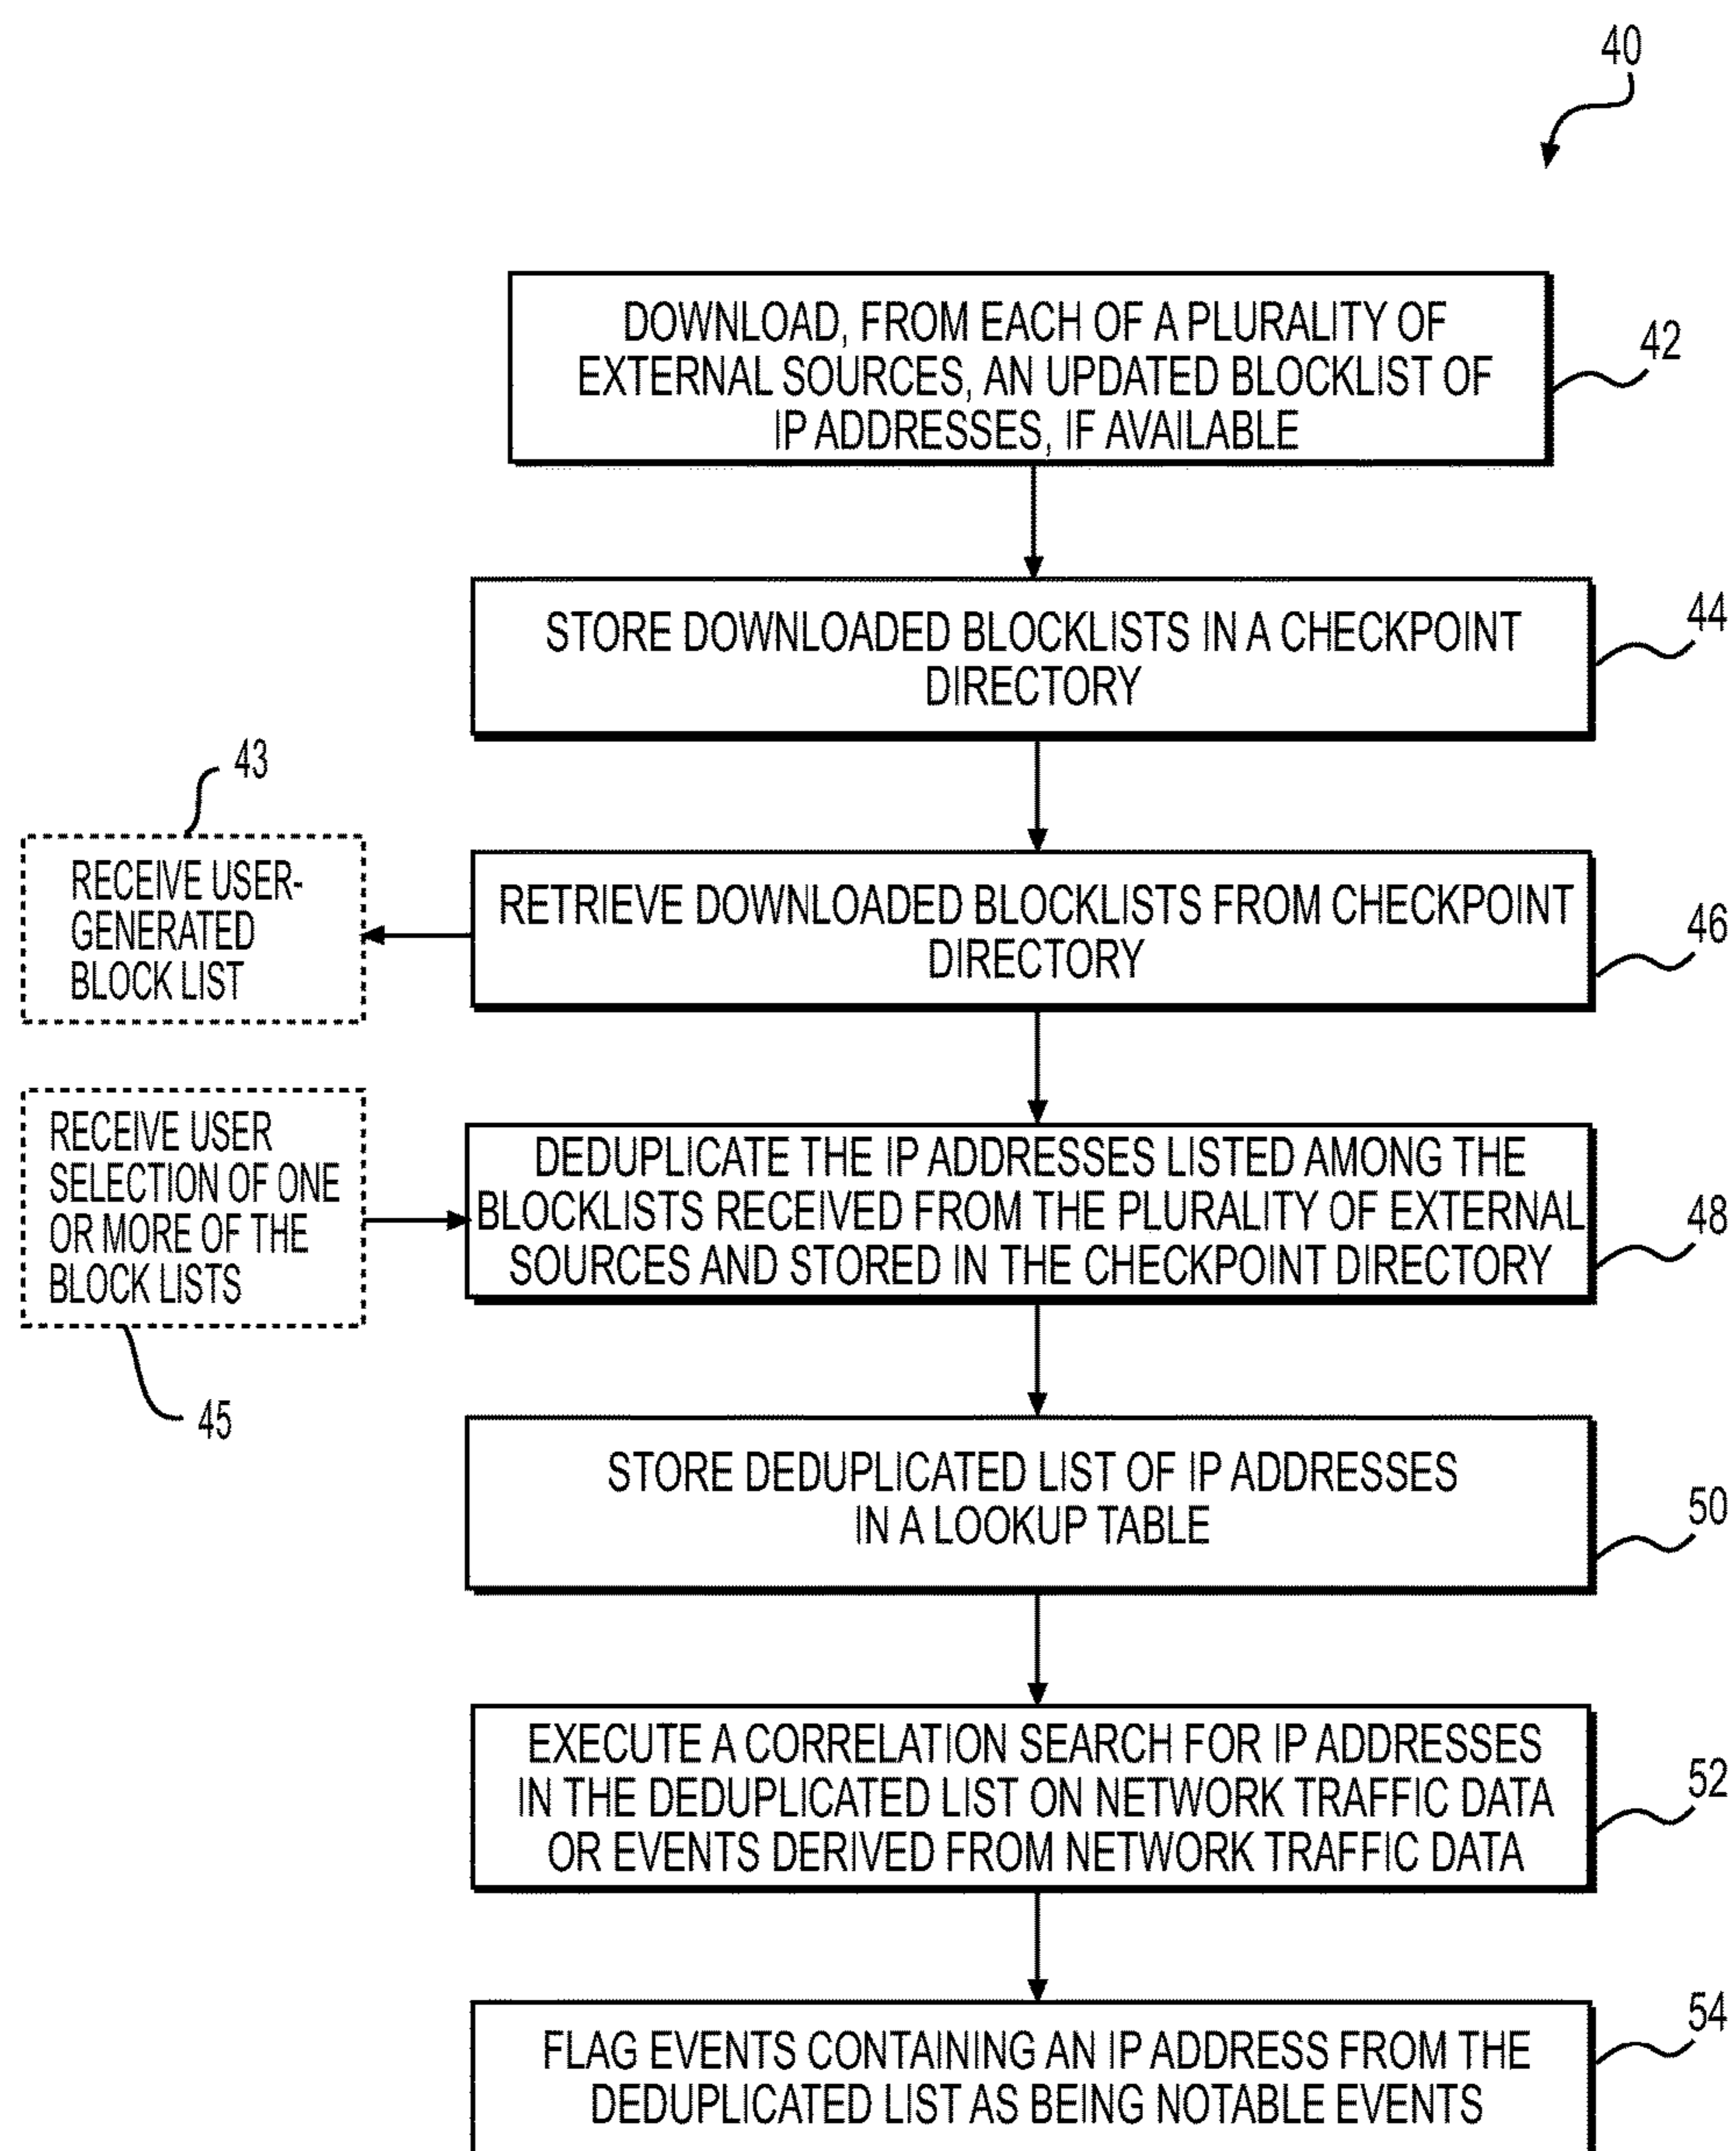 40
DOWNLOAD, FROM EACH OF A PLURALITY OF
EXTERNAL SOURCES, AN UPDATED BLOCKLIST OF
IP ADDRESSES, IF AVAILABLE
42
STORE DOWNLOADED BLOCKLISTS IN A CHECKPOINT
DIRECTORY
44
43
RECEIVE USER-
GENERATED
BLOCK LIST
RETRIEVE DOWNLOADED BLOCKLISTS FROM CHECKPOINT
DIRECTORY
46
RECEIVE USER
SELECTION OF ONE
OR MORE OF THE
BLOCK LISTS
45
DEDUPLICATE THE IP ADDRESSES LISTED AMONG THE
BLOCKLISTS RECEIVED FROM THE PLURALITY OF EXTERNAL
SOURCES AND STORED IN THE CHECKPOINT DIRECTORY
48
STORE DEDUPLICATED LIST OF IP ADDRESSES
IN A LOOKUP TABLE
50
EXECUTE A CORRELATION SEARCH FOR IP ADDRESSES
IN THE DEDUPLICATED LIST ON NETWORK TRAFFIC DATA
OR EVENTS DERIVED FROM NETWORK TRAFFIC DATA
52
FLAG EVENTS CONTAINING AN IP ADDRESS FROM THE
DEDUPLICATED LIST AS BEING NOTABLE EVENTS
54